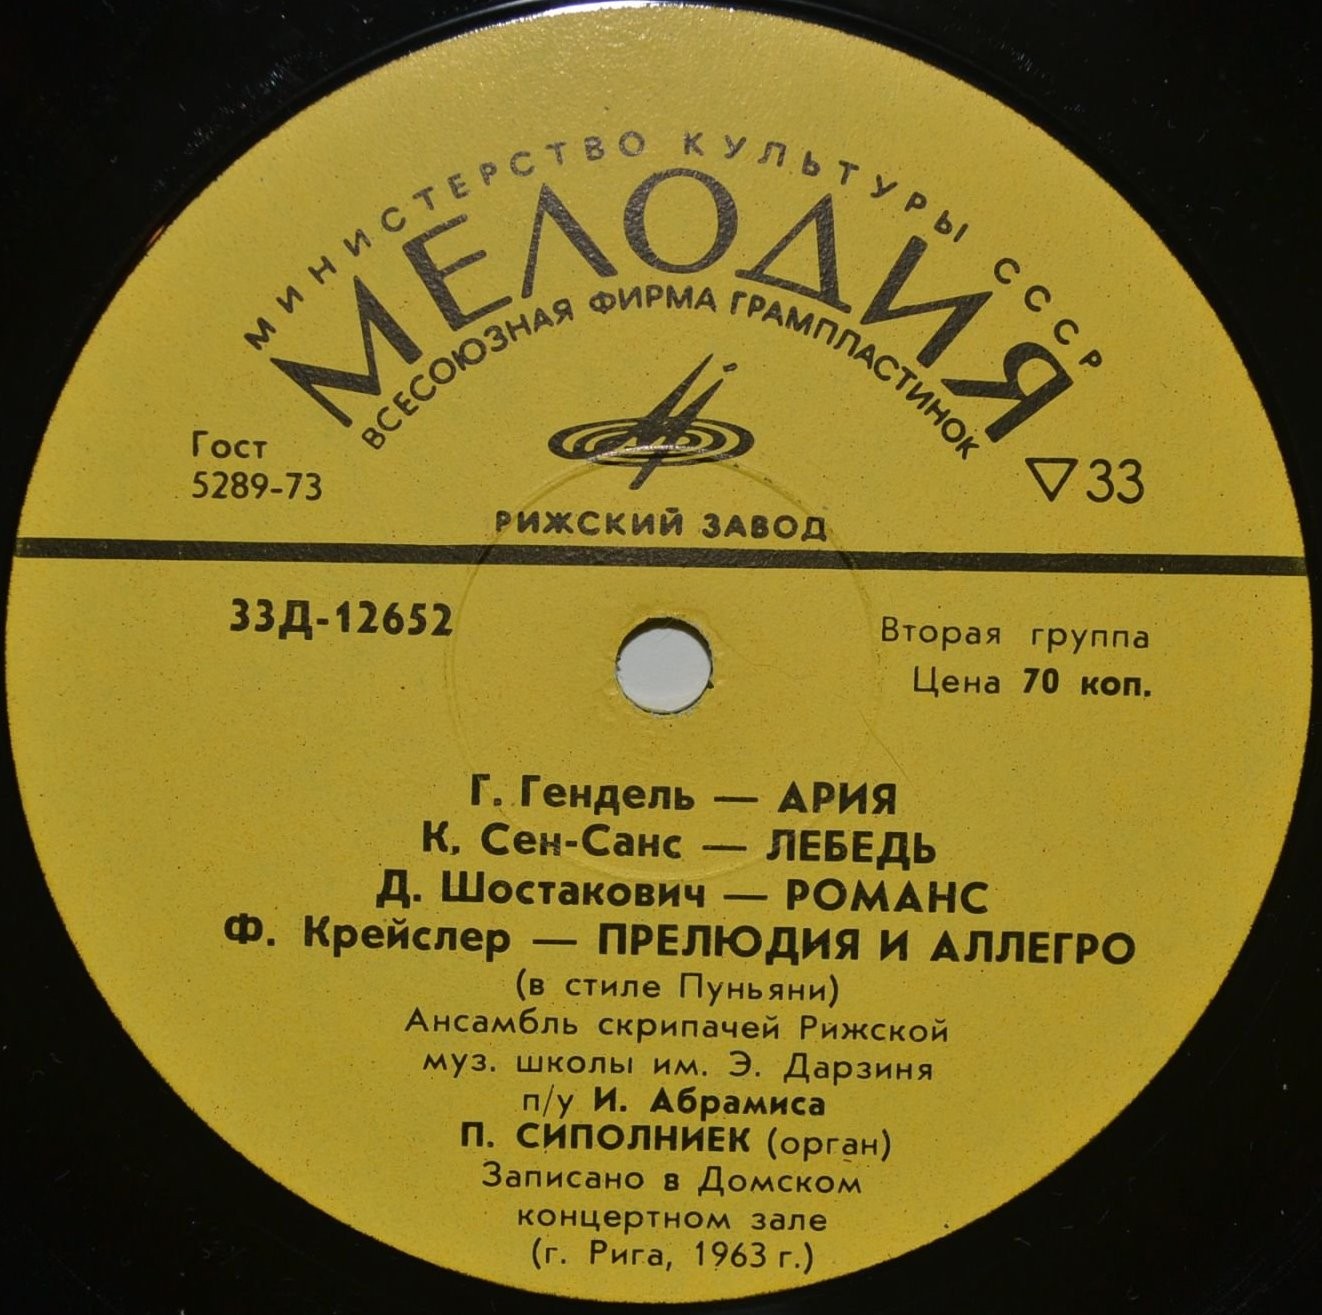 МИНИСТЕРСТВО КУЛЬТУРЫ СССР
МЕЛОДИЯ
ВСЕСОЮЗНАЯ ФИРМА ГРАМПЛАСТИНОК
Гост
5289-73
▽33
РИЖСКИЙ ЗАВОД
33Д-12652
Вторая группа
Цена 70 коп.
Г. Гендель — АРИЯ
К. Сен-Санс — ЛЕБЕДЬ
Д. Шостакович — РОМАНС
Ф. Крейслер — ПРЕЛЮДИЯ И АЛЛЕГРО
(в стиле Пуньяни)
Ансамбль скрипачей Рижской
муз. школы им. Э. Дарзиня
п/у И. Абрамиса
П. СИПОЛНИЕК (орган)
Записано в Домском
концертном зале
(г. Рига, 1963 г.)